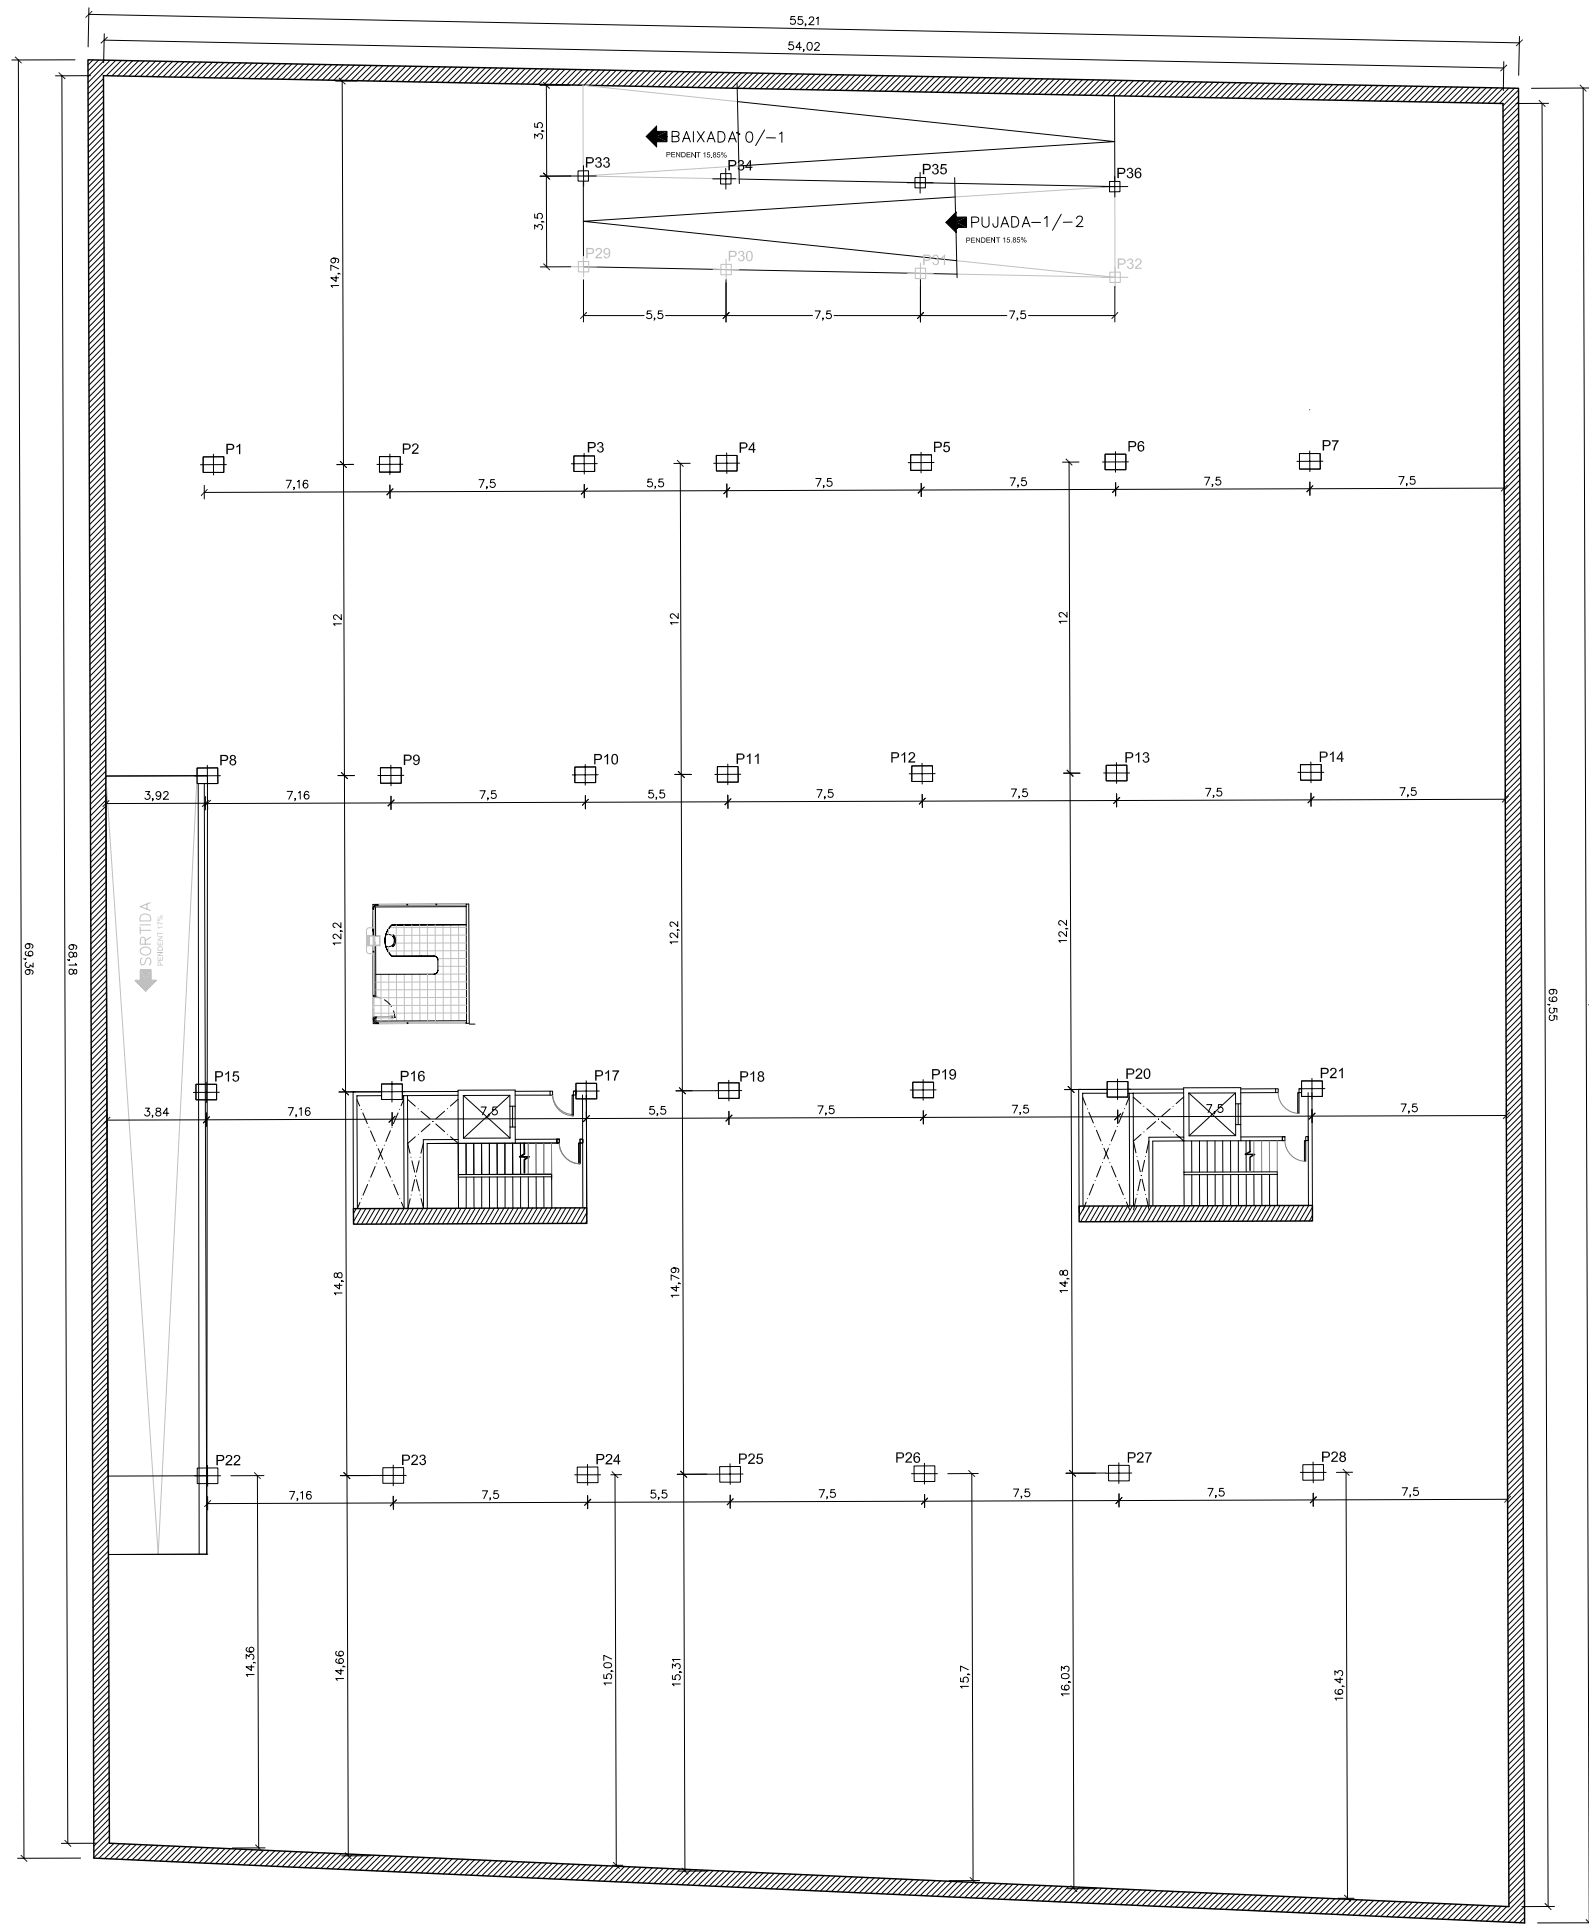 55,21
54,02
3,5
BAIXADA 0/-1
PENDENT 15,85%
P33
P34
P35
P36
3,5
PUJADA-1/-2
PENDENT 15.85%
P29
P30
P31
P32
14,79
5,5
7,5
7,5
P1
P2
P3
P4
P5
P6
P7
7,16
7,5
5,5
7,5
7,5
7,5
7,5
12
12
12
P8
P9
P10
P11
P12
P13
P14
3,92
7,16
7,5
5,5
7,5
7,5
7,5
7,5
69,36
68,18
SORTIDA
PENDENT 17%
12,2
12,2
12,2
69,55
P15
P16
P17
P18
P19
P20
P21
3,84
7,16
7,5
5,5
7,5
7,5
7,5
7,5
14,8
14,79
14,8
P22
P23
P24
P25
P26
P27
P28
7,16
7,5
5,5
7,5
7,5
7,5
7,5
14,36
14,66
15,07
15,31
15,7
16,03
16,43